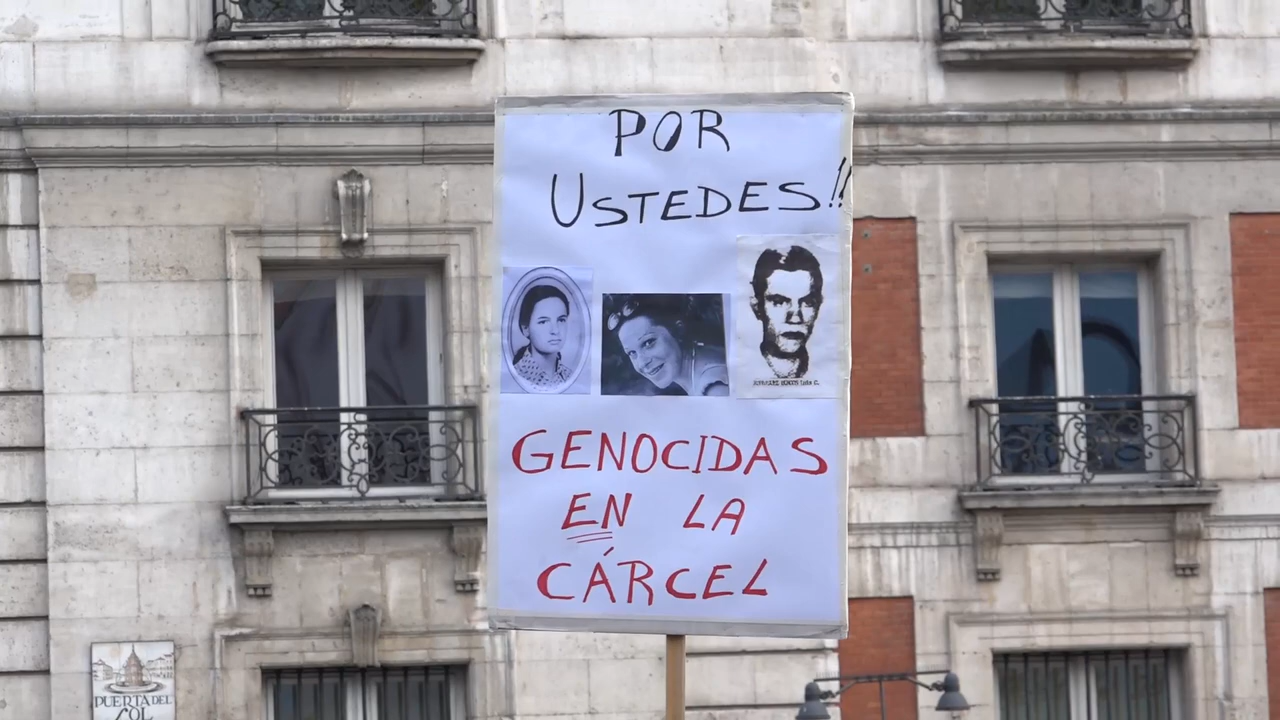 POR
USTEDES!!
GENOCIDAS
EN LA
CÁRCEL
PUERTA DEL
SOL